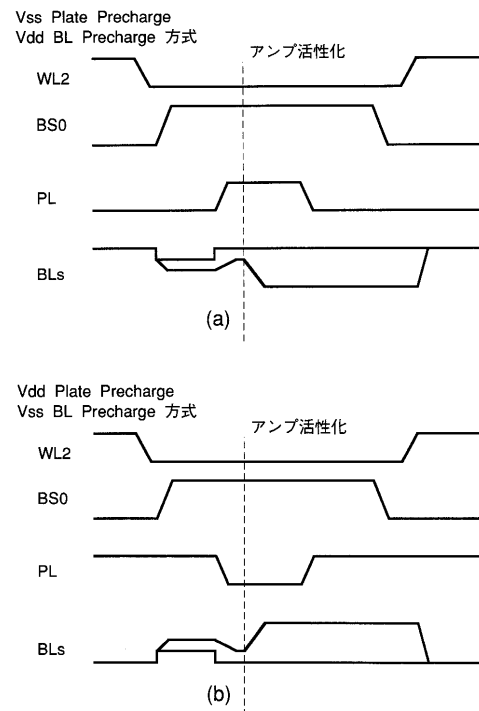 Vss Plate Precharge
Vdd BL Precharge 方式
アンプ活性化
WL2
BS0
PL
BLs
(a)
Vdd Plate Precharge
Vss BL Precharge 方式
アンプ活性化
WL2
BS0
PL
BLs
(b)